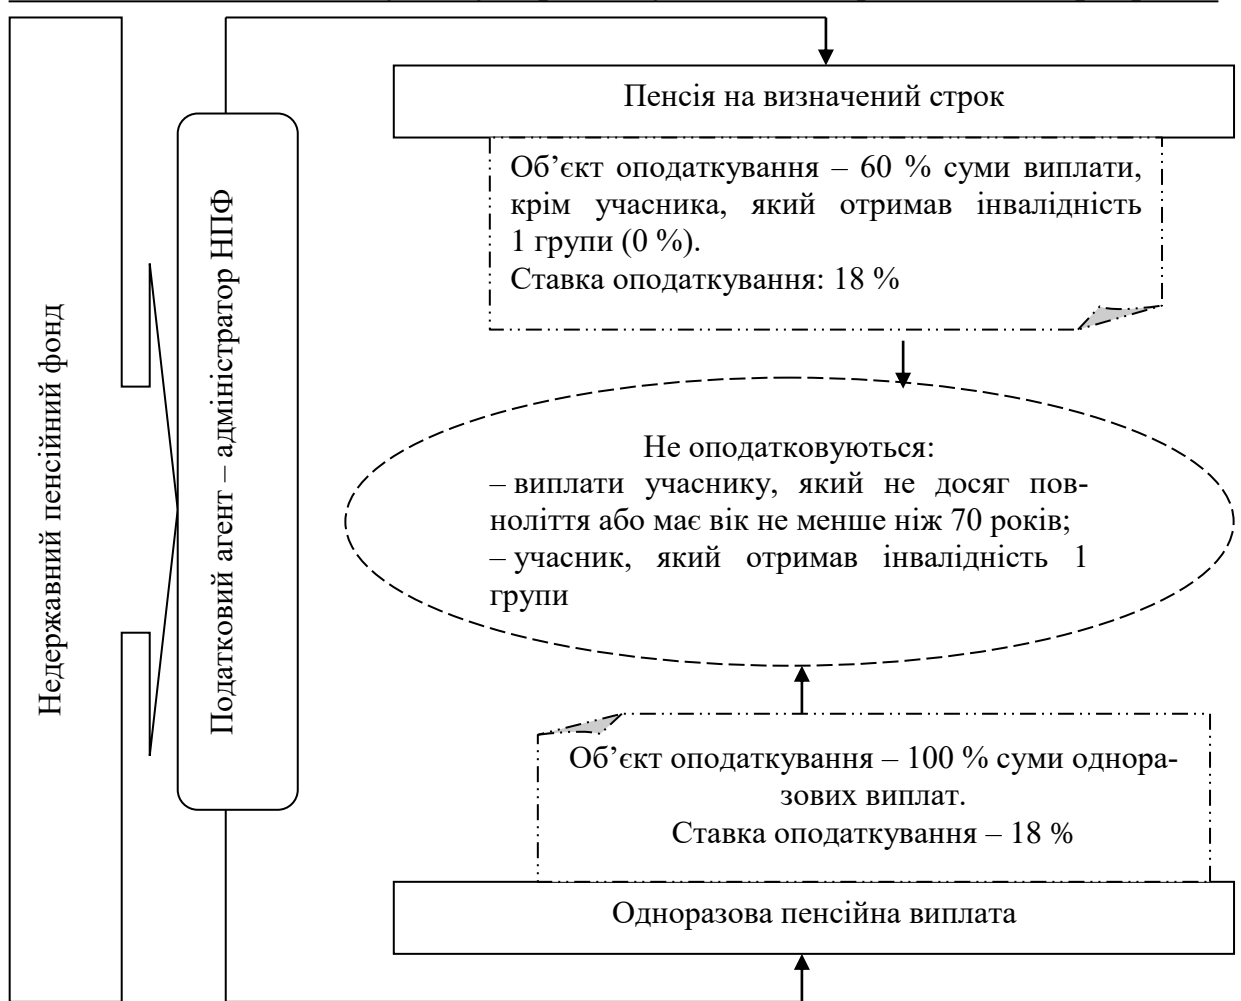 Недержавний пенсійний фонд
Податковий агент – адміністратор НПФ
Пенсія на визначений строк
Об’єкт оподаткування – 60 % суми виплати,
крім учасника, який отримав інвалідність
1 групи (0 %).
Ставка оподаткування: 18 %
Не оподатковуються:
– виплати учаснику, який не досяг пов-
ноліття або має вік не менше ніж 70 років;
– учасник, який отримав інвалідність 1
групи
Об’єкт оподаткування – 100 % суми однора-
зових виплат.
Ставка оподаткування – 18 %
Одноразова пенсійна виплата